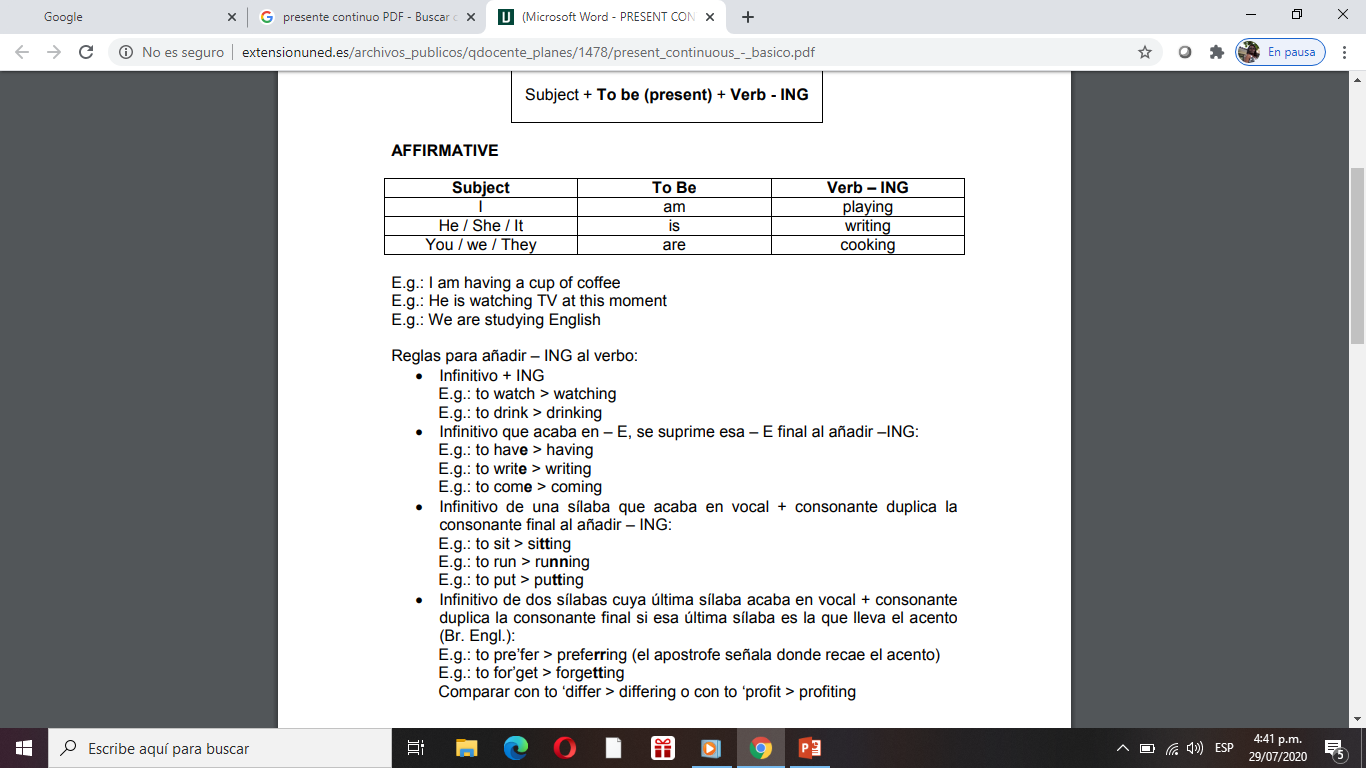 Google
presente continuo PDF - Buscar c
(Microsoft Word - PRESENT CON
No es seguro
extensionuned.es/archivos_publicos/qdocente_planes/1478/present_continuous_-_basico.pdf
En pausa
Subject + To be (present) + Verb - ING
AFFIRMATIVE
Subject To Be Verb – ING
I am playing
He / She / It is writing
You / we / They are cooking
E.g.: I am having a cup of coffee
E.g.: He is watching TV at this moment
E.g.: We are studying English
Reglas para añadir – ING al verbo:
• Infinitivo + ING
E.g.: to watch > watching
E.g.: to drink > drinking
• Infinitivo que acaba en – E, se suprime esa – E final al añadir –ING:
E.g.: to have > having
E.g.: to write > writing
E.g.: to come > coming
• Infinitivo de una sílaba que acaba en vocal + consonante duplica la
consonante final al añadir – ING:
E.g.: to sit > sitting
E.g.: to run > running
E.g.: to put > putting
• Infinitivo de dos sílabas cuya última sílaba acaba en vocal + consonante
duplica la consonante final si esa última sílaba es la que lleva el acento
(Br. Engl.):
E.g.: to pre’fer > preferring (el apostrofe señala donde recae el acento)
E.g.: to for’get > forgetting
Comparar con to ‘differ > differing o con to ‘profit > profiting
Escribe aquí para buscar
ESP
4:41 p.m.
29/07/2020
5